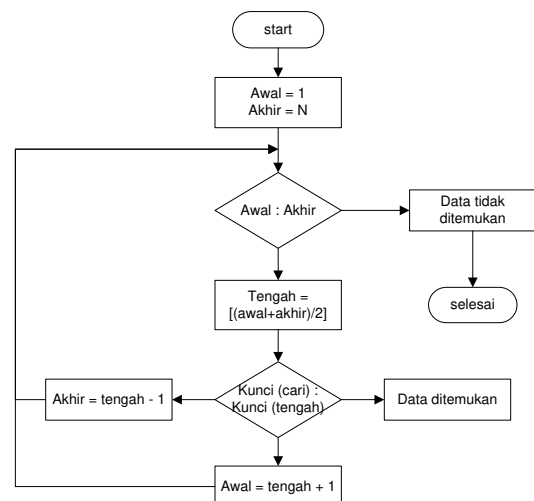 start
Awal = 1
Akhir = N
Awal : Akhir
Data tidak
ditemukan
Tengah =
[(awal+akhir)/2]
selesai
Kunci (cari) :
Kunci (tengah)
Akhir = tengah - 1
Data ditemukan
Awal = tengah + 1